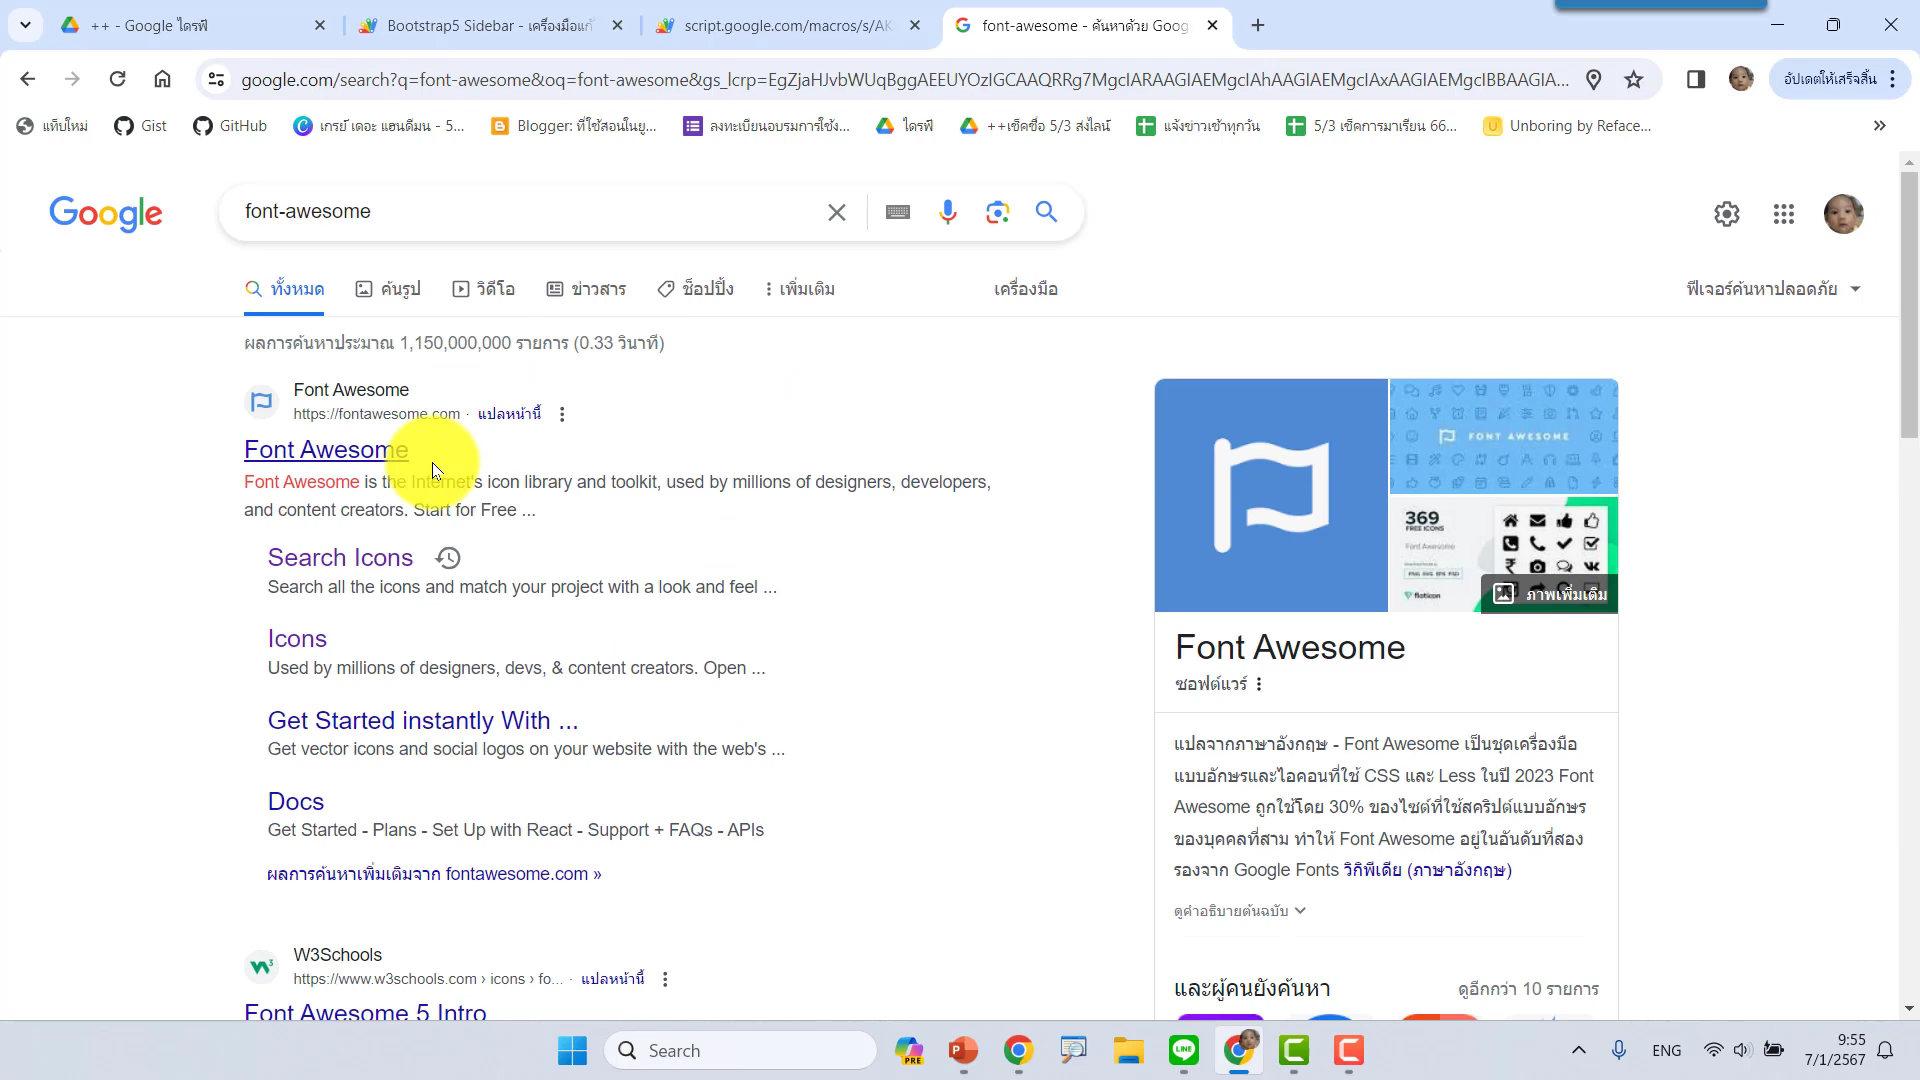 ++ - Google ไดรฟ์
Bootstrap5 Sidebar - เครื่องมือแก้
script.google.com/macros/s/AK
font-awesome - ค้นหาด้วย Goog
google.com/search?q=font-awesome&oq=font-awesome&gs_lcrp=EgZjaHJvbWUqBggAEEUYOzIGCAAQRRg7MgcIARAAGIAEMgcIAhAAGIAEMgcIAxAAGIAEMgcIBBAAGIA...
อัปเดตให้เสร็จสิ้น
แท็บใหม่
Gist
GitHub
เกรย์ เดอะ แฮนดีมน - 5...
Blogger: ที่ใช้สอนในยู...
ลงทะเบียนอบรมการใช้ง...
ไดรฟ์
++เช็คชื่อ 5/3 ส่งไลน์
แจ้งข่าวเช้าทุกวัน
5/3 เช็คการมาเรียน 66...
Unboring by Reface...
Google
font-awesome
ทั้งหมด
ค้นรูป
วิดีโอ
ข่าวสาร
ช็อปปิ้ง
เพิ่มเติม
เครื่องมือ
ฟีเจอร์ค้นหาปลอดภัย
ผลการค้นหาประมาณ 1,150,000,000 รายการ (0.33 วินาที)
Font Awesome
https://fontawesome.com · แปลหน้านี้
Font Awesome
Font Awesome is the Internet's icon library and toolkit, used by millions of designers, developers,
and content creators. Start for Free ...
Search Icons
Search all the icons and match your project with a look and feel ...
Icons
Used by millions of designers, devs, & content creators. Open ...
Get Started instantly With ...
Get vector icons and social logos on your website with the web's ...
Docs
Get Started - Plans - Set Up with React - Support + FAQs - APIs
ผลการค้นหาเพิ่มเติมจาก fontawesome.com »
W3Schools
https://www.w3schools.com › icons › fo... · แปลหน้านี้
Font Awesome 5 Intro
FONT AWESOME
369
FREE ICONS
Font Awesome
flaticon
ภาพเพิ่มเติม
Font Awesome
ซอฟต์แวร์
แปลจากภาษาอังกฤษ - Font Awesome เป็นชุดเครื่องมือ
แบบอักษรและไอคอนที่ใช้ CSS และ Less ในปี 2023 Font
Awesome ถูกใช้โดย 30% ของไซต์ที่ใช้สคริปต์แบบอักษร
ของบุคคลที่สาม ทำให้ Font Awesome อยู่ในอันดับที่สอง
รองจาก Google Fonts วิกิพีเดีย (ภาษาอังกฤษ)
ดูคำอธิบายต้นฉบับ
และผู้คนยังค้นหา
ดูอีกกว่า 10 รายการ
Search
PRE
LINE
ENG
9:55
7/1/2567